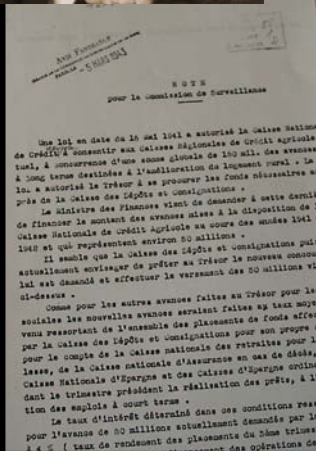 AVIS FAVORABLE
PARIS, LE - 5 MARS 1943
NOTE
pour la Commission de Surveillance
Une loi en date du 15 Mai 1941 a autorisé la Caisse Nationale
de Crédit à consentir aux Caisses Régionales de Crédit agricole
tuel, à concurrence d'une somme globale de 150 mil. des avances
à long terme destinées à l'amélioration du logement rural . La
loi a autorisé le Trésor à se procurer les fonds nécessaires
près de la Caisse des Dépôts et Consignations .
Le Ministre des Finances vient de demander à cette
de financer le montant des avances mises à la disposition de
Caisse Nationale de Crédit Agricole au cours des années 1941
1942 et qui représentent environ 50 millions .
Il semble que la Caisse des Dépôts et Consignations
actuellement envisager de prêter au Trésor le nouveau
lui est demandé et effectuer le versement des 50 millions
ci-dessus .
Comme pour les autres avances faites au Trésor pour
sociales les nouvelles avances seraient faites au taux
venu ressortant de l'ensemble des placements de fonds
par la Caisse des Dépôts et Consignations pour son propre
pour le compte de la Caisse nationale des retraites pour
lesse, de la Caisse nationale d'assurance en cas de décès,
Caisse Nationale d'Epargne et des Caisses d'Epargne
dant le trimestre précédant la réalisation des prêts, à
tion des emplois à court terme .
Le taux d'intérêt déterminé dans ces conditions
pour l'avance de 50 millions actuellement demandée par
à 4 % ( taux de rendement des placements du 3ème
des opérations de